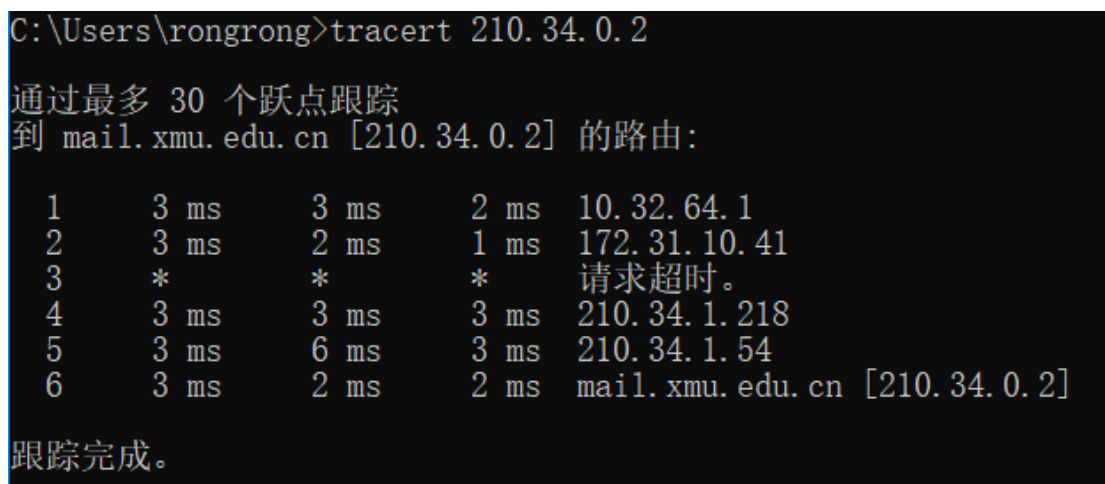 C:\Users\rongrong>tracert 210.34.0.2
通过最多 30 个跃点跟踪
到 mail.xmu.edu.cn [210.34.0.2] 的路由:
1 3 ms 3 ms 2 ms 10.32.64.1
2 3 ms 2 ms 1 ms 172.31.10.41
3 * * * 请求超时。
4 3 ms 3 ms 3 ms 210.34.1.218
5 3 ms 6 ms 3 ms 210.34.1.54
6 3 ms 2 ms 2 ms mail.xmu.edu.cn [210.34.0.2]
跟踪完成。